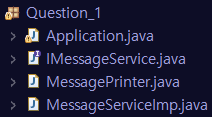 Question_1
Application.java
IMessageService.java
MessagePrinter.java
MessageServiceImp.java